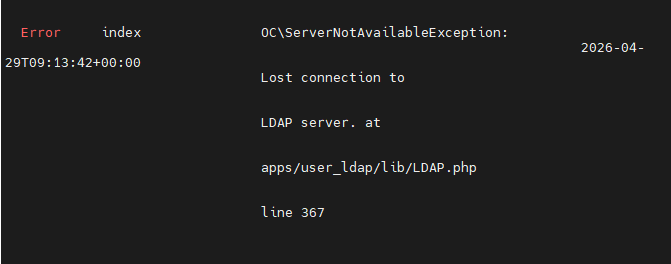 Error index OC\ServerNotAvailableException:
2026-04-
29T09:13:42+00:00
Lost connection to
LDAP server. at
apps/user_ldap/lib/LDAP.php
line 367